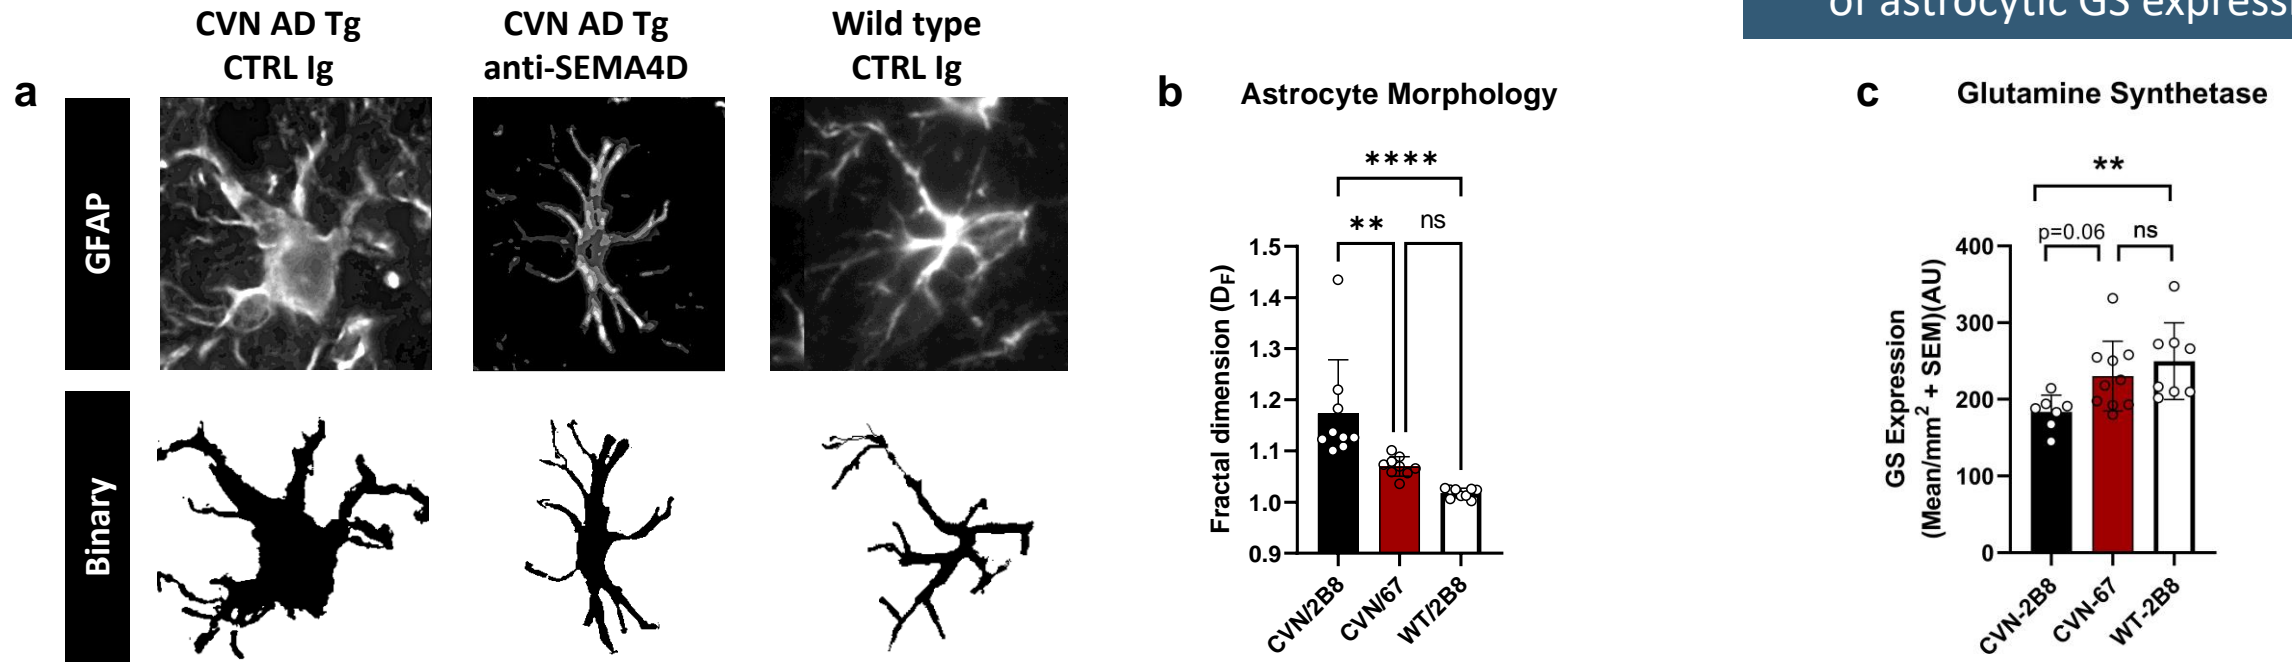 of astrocytic GS express
CVN AD Tg
CTRL Ig
CVN AD Tg
anti-SEMA4D
Wild type
CTRL Ig
a
GFAP
Binary
b
Astrocyte Morphology
****
**
ns
Fractal dimension (DF)
1.5
1.4
1.3
1.2
1.1
1.0
0.9
CVN/2B8
CVN/67
WT/2B8
c
Glutamine Synthetase
**
p=0.06
ns
GS Expression
(Mean/mm² + SEM)(AU)
400
300
200
100
0
CVN-2B8
CVN-67
WT-2B8